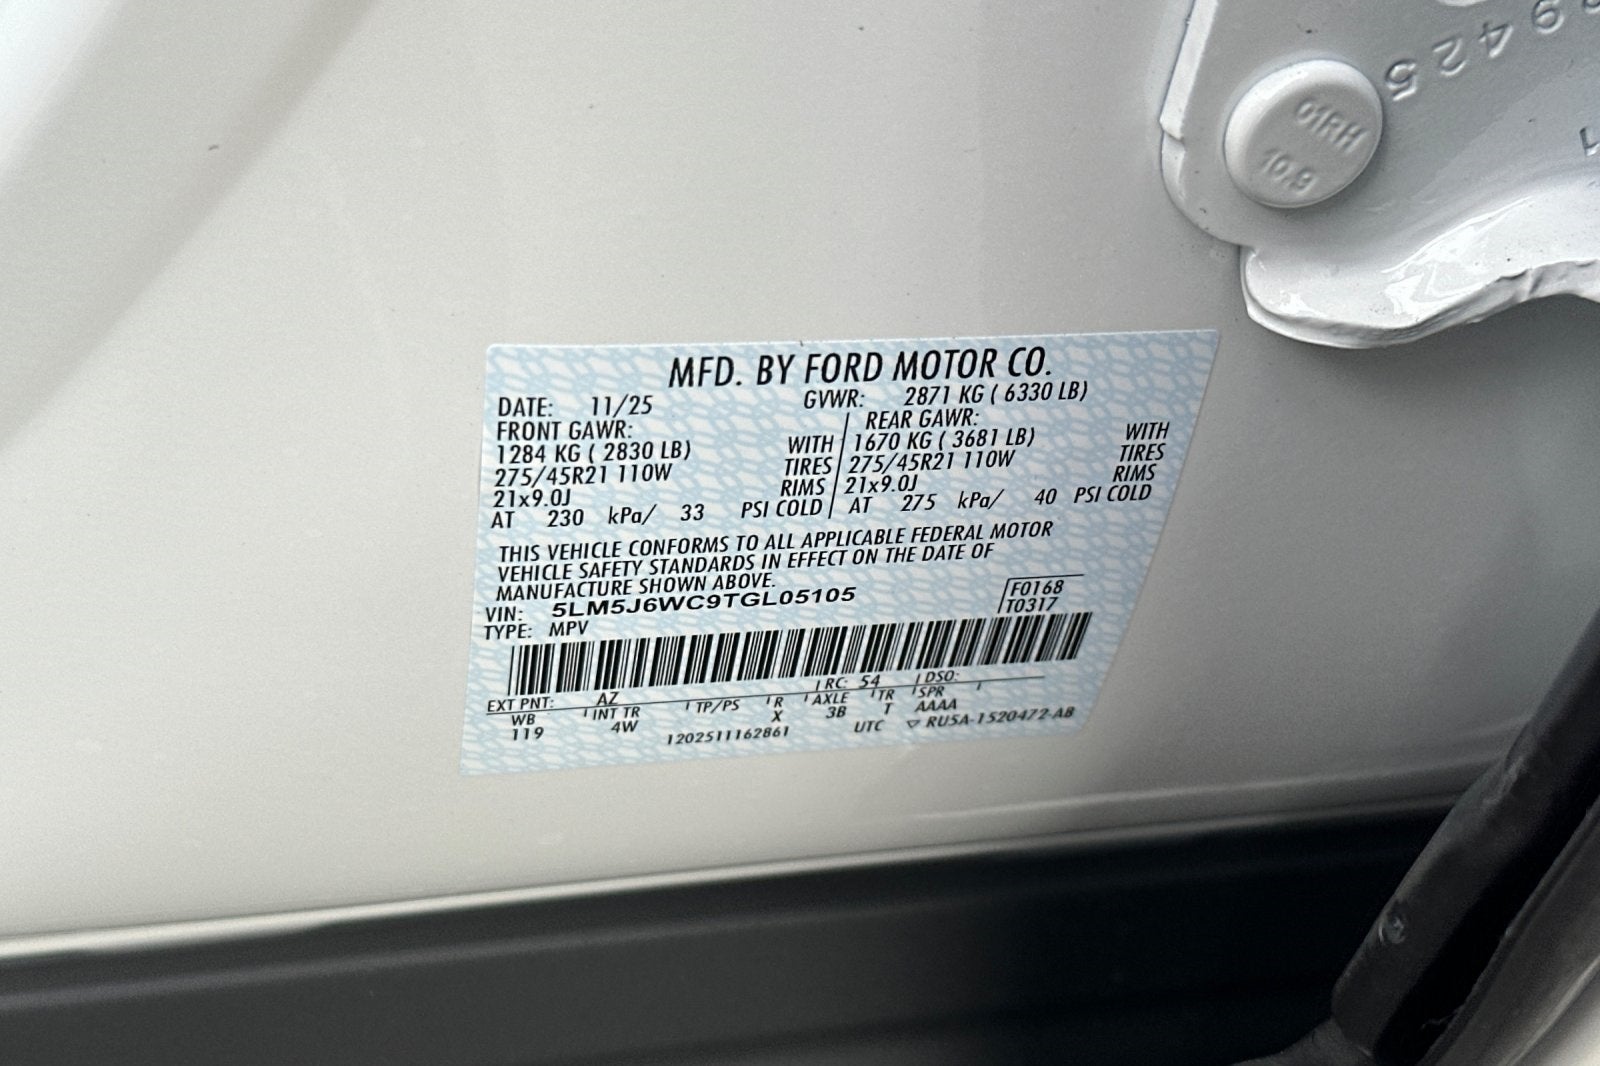 9425
01RH
10.9
MFD. BY FORD MOTOR CO.
DATE: 11/25 GVWR: 2871 KG ( 6330 LB)
FRONT GAWR: REAR GAWR:
1284 KG ( 2830 LB) WITH 1670 KG ( 3681 LB) WITH
275/45R21 110W TIRES 275/45R21 110W TIRES
21x9.0J RIMS 21x9.0J RIMS
AT 230 kPa/ 33 PSI COLD AT 275 kPa/ 40 PSI COLD
THIS VEHICLE CONFORMS TO ALL APPLICABLE FEDERAL MOTOR
VEHICLE SAFETY STANDARDS IN EFFECT ON THE DATE OF
MANUFACTURE SHOWN ABOVE.
VIN: 5LM5J6WC9TGL05105 F0168
TYPE: MPV T0317
EXT PNT: AZ RC: 54 DSO:
WB INT TR TP/PS R AXLE TR SPR
119 4W X 3B T AAAA
1202511162861 UTC ▽ RU5A-1520472-AB